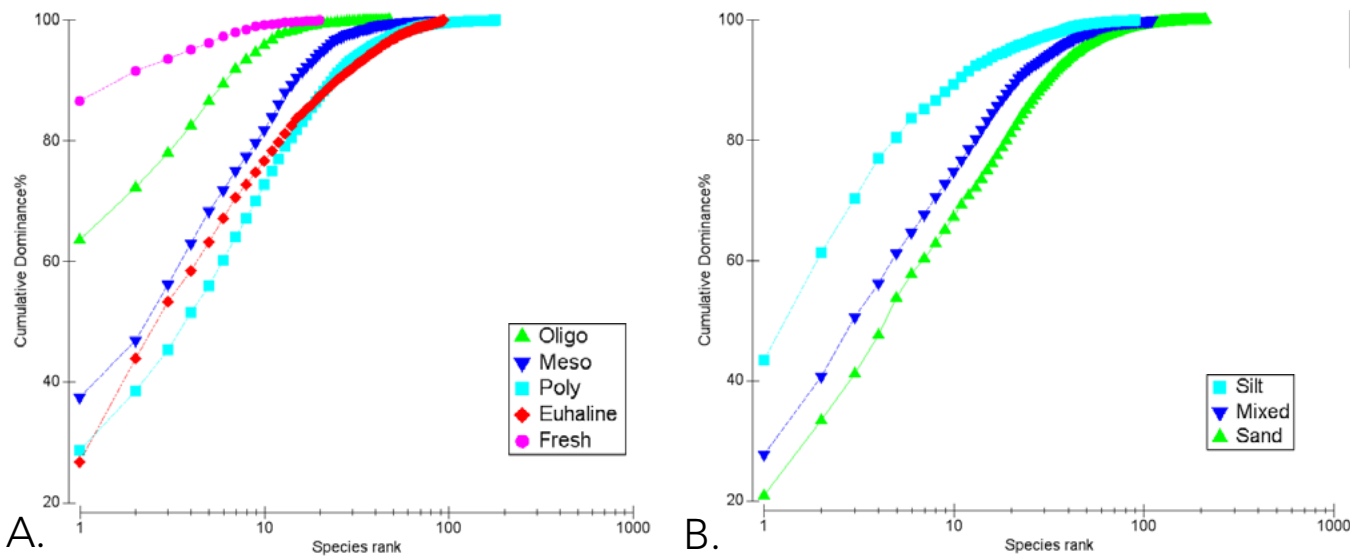 100
80
60
40
20
Cumulative Dominance%
1
10
100
1000
Species rank
Oligo
Meso
Poly
Euhaline
Fresh
A.
100
80
60
40
20
Cumulative Dominance%
1
10
100
1000
Species rank
Silt
Mixed
Sand
B.